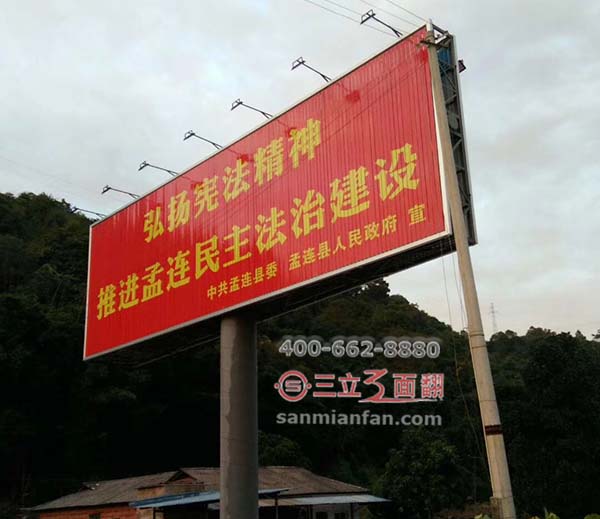 弘扬宪法精神
推进孟连民主法治建设
中共孟连县委 孟连县人民政府 宣
400-662-8880
三立三面翻
sanmianfan.com